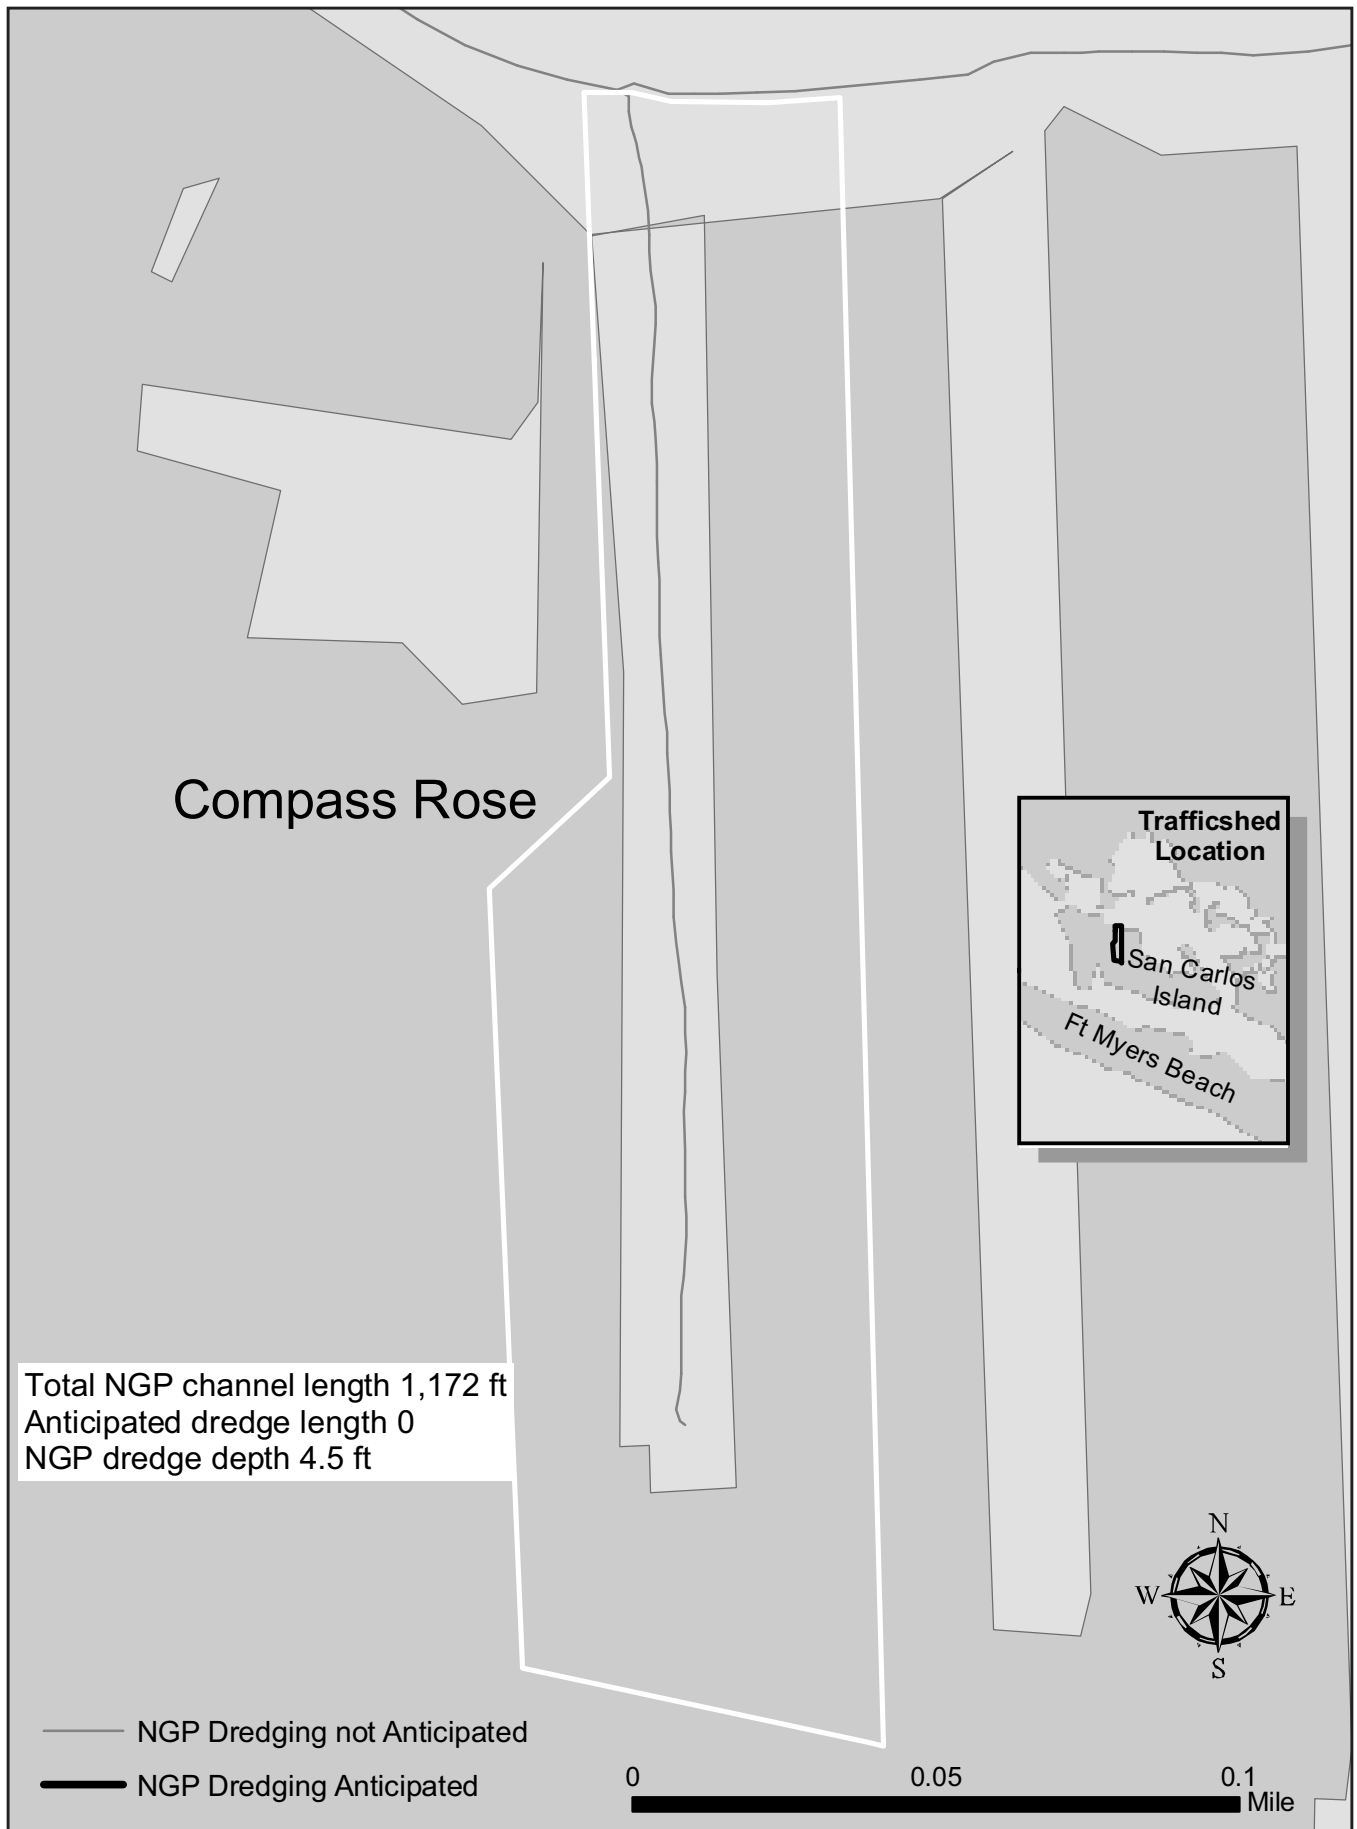 Compass Rose
Trafficshed
Location
San Carlos
Island
Ft Myers Beach
Total NGP channel length 1,172 ft
Anticipated dredge length 0
NGP dredge depth 4.5 ft
N
W E
S
NGP Dredging not Anticipated
NGP Dredging Anticipated
0 0.05 0.1
Mile